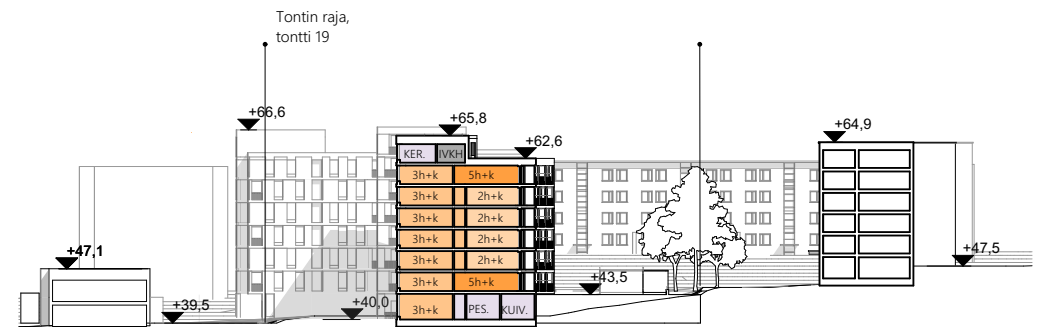 Tontin raja,
tontti 19
+66,6
+65,8
+64,9
+62,6
KER. IVKH
3h+k 5h+k
3h+k 2h+k
3h+k 2h+k
3h+k 2h+k
3h+k 2h+k
3h+k 5h+k
3h+k PES. KUIV.
+47,1
+47,5
+43,5
+39,5
+40,0